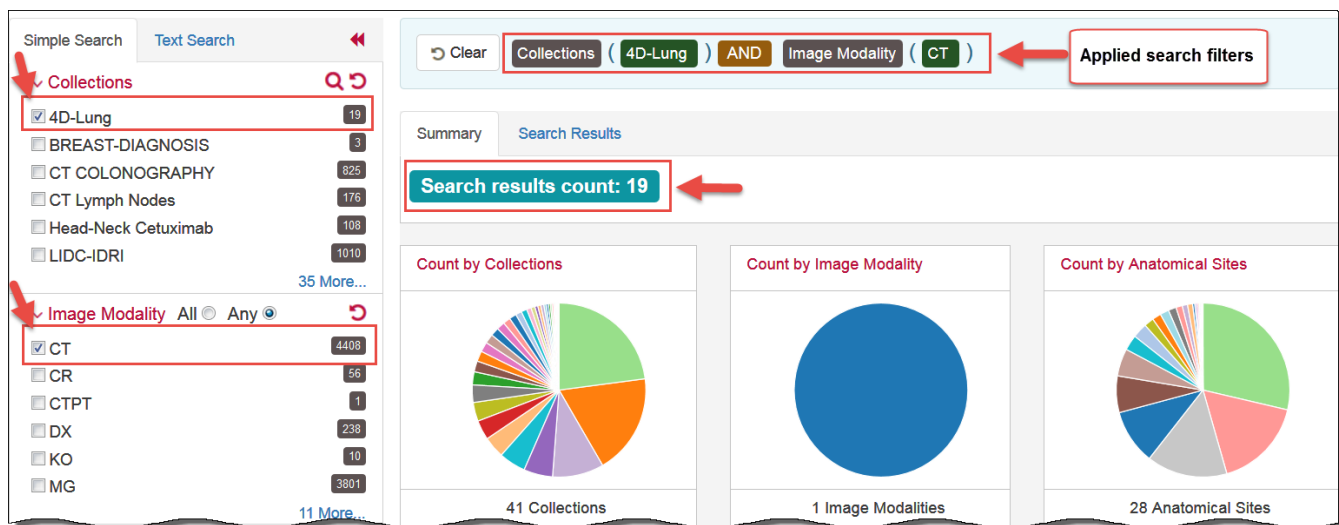 Simple Search
Text Search
Collections
4D-Lung 19
BREAST-DIAGNOSIS 3
CT COLONOGRAPHY 825
CT Lymph Nodes 176
Head-Neck Cetuximab 108
LIDC-IDRI 1010
35 More...
Image Modality All Any
CT 4408
CR 56
CTPT 1
DX 238
KO 10
MG 3801
11 More...
Clear Collections ( 4D-Lung ) AND Image Modality ( CT )
Applied search filters
Summary
Search Results
Search results count: 19
Count by Collections
41 Collections
Count by Image Modality
1 Image Modalities
Count by Anatomical Sites
28 Anatomical Sites